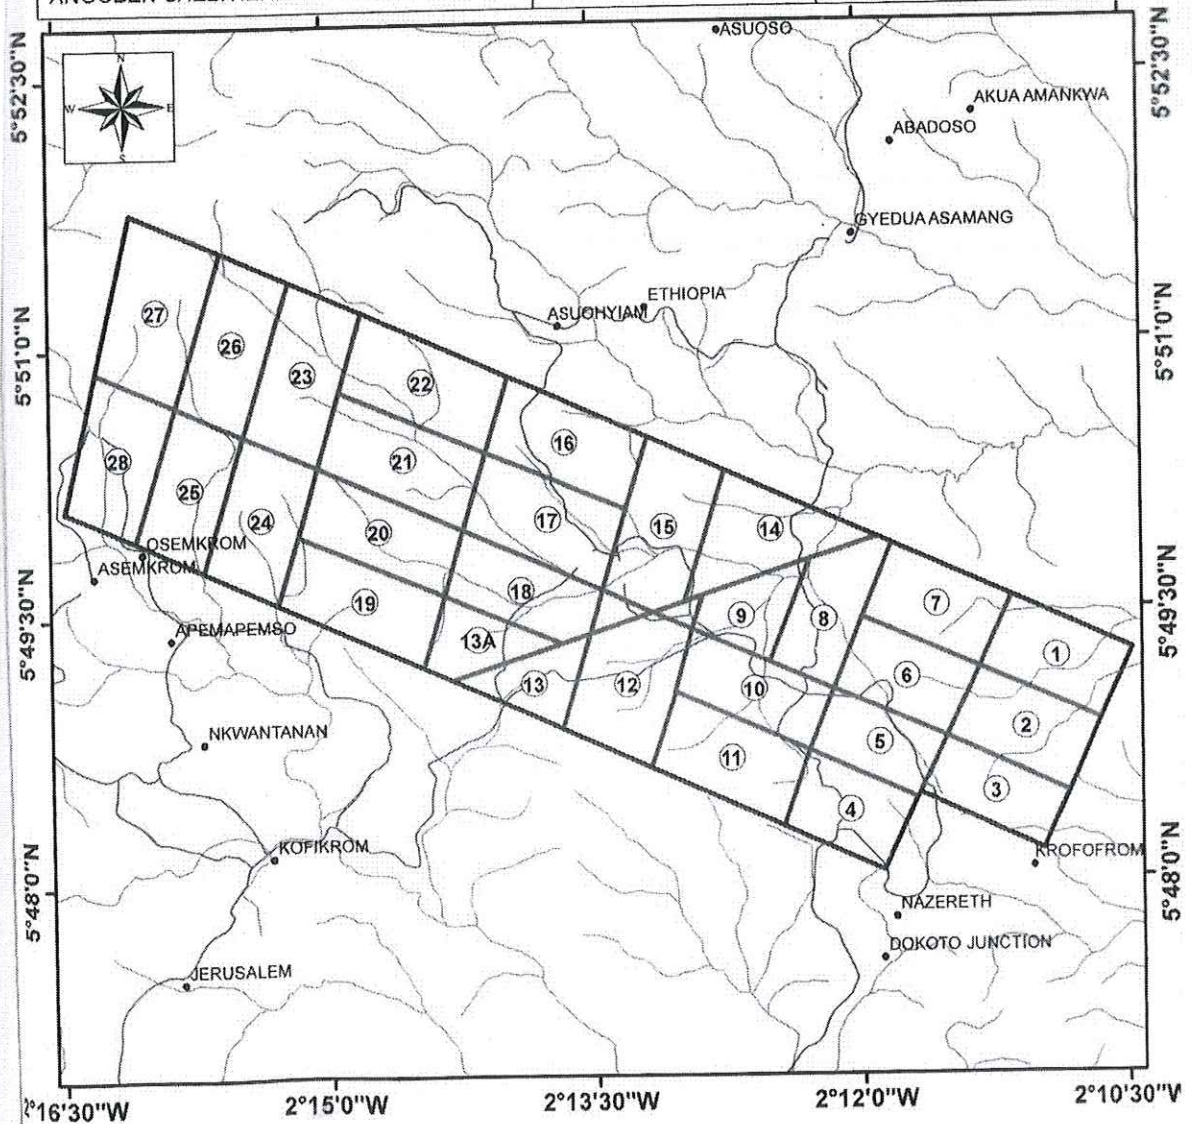 ASUOSO
N
W E
S
AKUA AMANKWA
ABADOSO
GYEDUA ASAMANG
ETHIOPIA
ASUOHYIAM
27
26
23
22
16
21
28
25
24
20
17
15
14
19
18
13A
9
8
7
1
13
12
10
6
2
11
5
3
4
OSEMKROM
ASEMKROM
APEMAPEMSO
NKWANTANAN
KOFIKROM
KROFOFROM
NAZERETH
DOKOTO JUNCTION
JERUSALEM
5°52'30"N
5°51'0"N
5°49'30"N
5°48'0"N
5°52'30"N
5°51'0"N
5°49'30"N
5°48'0"N
2°16'30"W
2°15'0"W
2°13'30"W
2°12'0"W
2°10'30"W